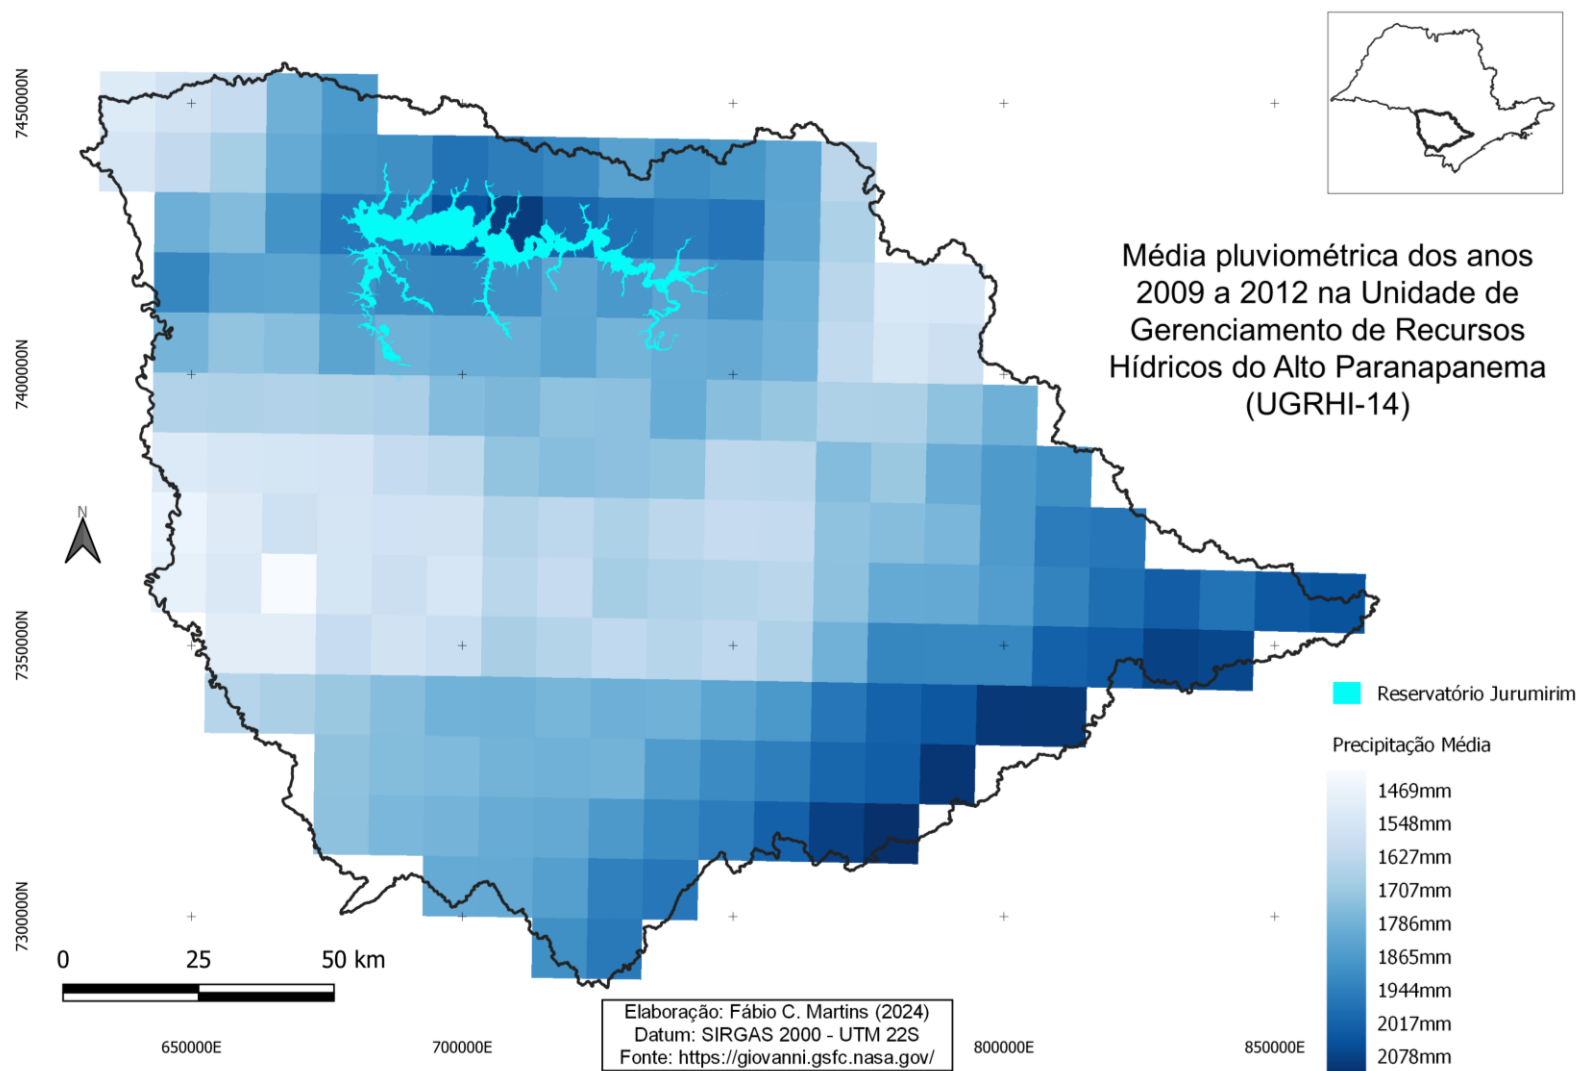 Média pluviométrica dos anos
2009 a 2012 na Unidade de
Gerenciamento de Recursos
Hídricos do Alto Paranapanema
(UGRHI-14)
7450000N
7400000N
7350000N
7300000N
N
Reservatório Jurumirim
Precipitação Média
1469mm
1548mm
1627mm
1707mm
1786mm
1865mm
1944mm
2017mm
2078mm
0 25 50 km
Elaboração: Fábio C. Martins (2024)
Datum: SIRGAS 2000 - UTM 22S
Fonte: https://giovanni.gsfc.nasa.gov/
650000E 700000E 800000E 850000E